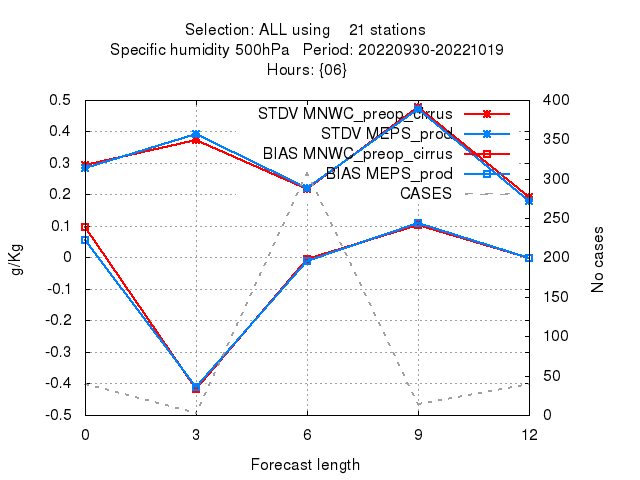 Selection: ALL using 21 stations
Specific humidity 500hPa Period: 20220930-20221019
Hours: {06}
STDV MNWC_preop_cirrus
STDV MEPS_prod
BIAS MNWC_preop_cirrus
BIAS MEPS_prod
CASES
0.5
0.4
0.3
0.2
0.1
0
-0.1
-0.2
-0.3
-0.4
-0.5
g/Kg
400
350
300
250
200
150
100
50
0
No cases
0 3 6 9 12
Forecast length